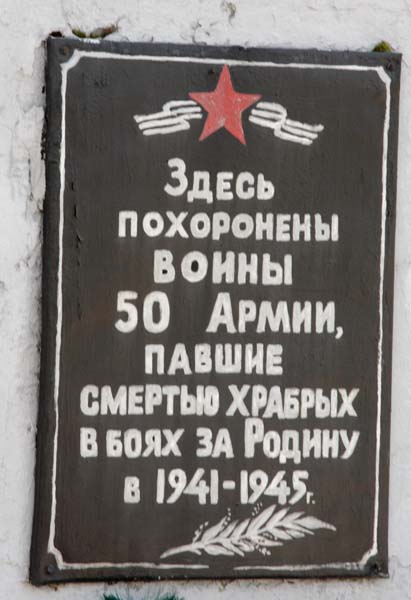 Здесь
похоронены
воины
50 Армии,
павшие
смертью храбрых
в боях за Родину
в 1941-1945г.